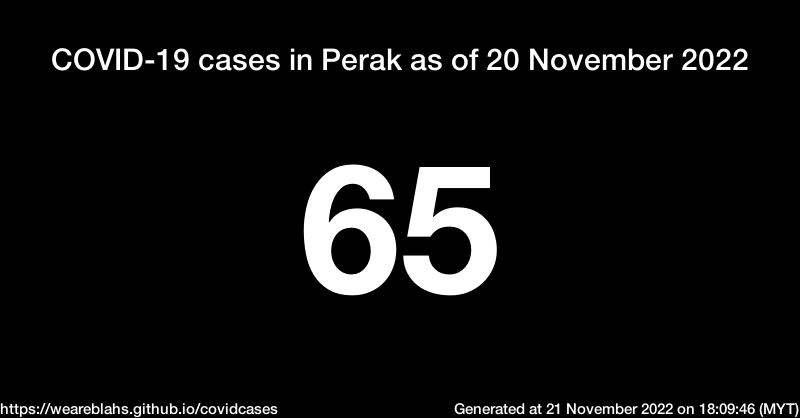 COVID-19 cases in Perak as of 20 November 2022
65
https://weareblahs.github.io/covidcases
Generated at 21 November 2022 on 18:09:46 (MYT)